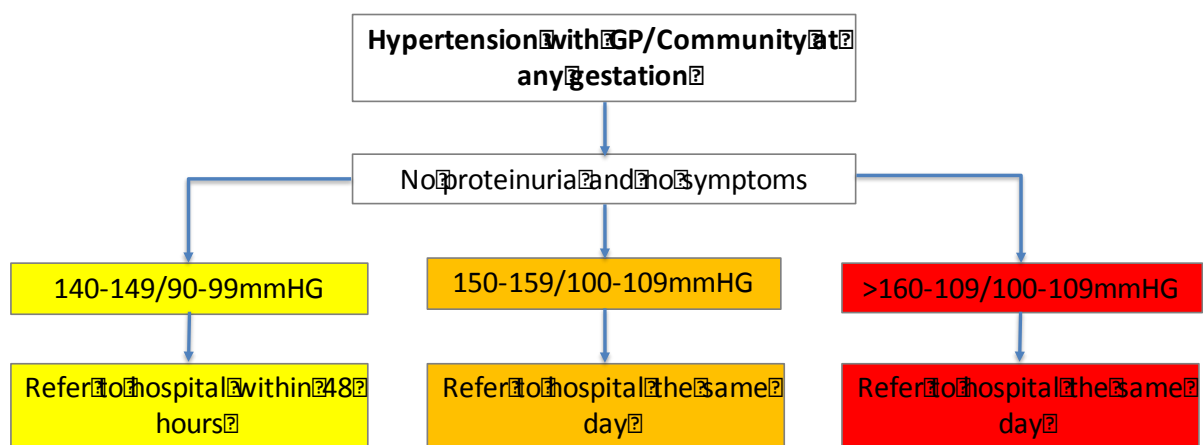 Hypertension with GP/Community at
any gestation
No proteinuria and no symptoms
140-149/90-99mmHG
150-159/100-109mmHG
>160-109/100-109mmHG
Refer to hospital within 48
hours
Refer to hospital the same
day
Refer to hospital the same
day